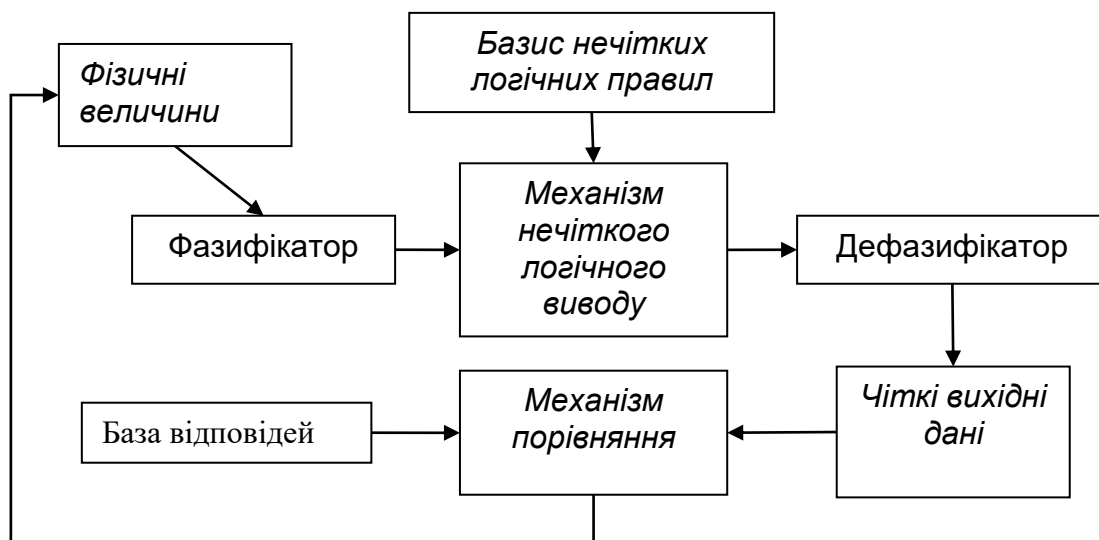 Фізичні
величини
Базис нечітких
логічних правил
Фазифікатор
Механізм
нечіткого
логічного
виводу
Дефазифікатор
База відповідей
Механізм
порівняння
Чіткі вихідні
дані